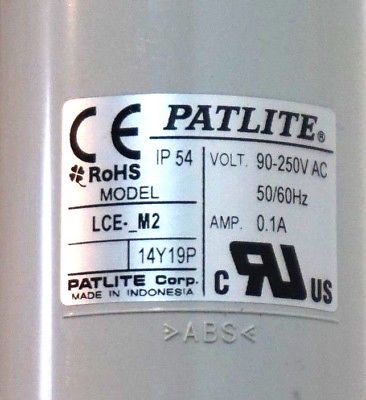 CE PATLITE®
RoHS
IP 54
MODEL
LCE-_M2
14Y19P
VOLT. 90-250V AC
50/60Hz
AMP. 0.1A
PATLITE Corp.
MADE IN INDONESIA
C RU US
>ABS<